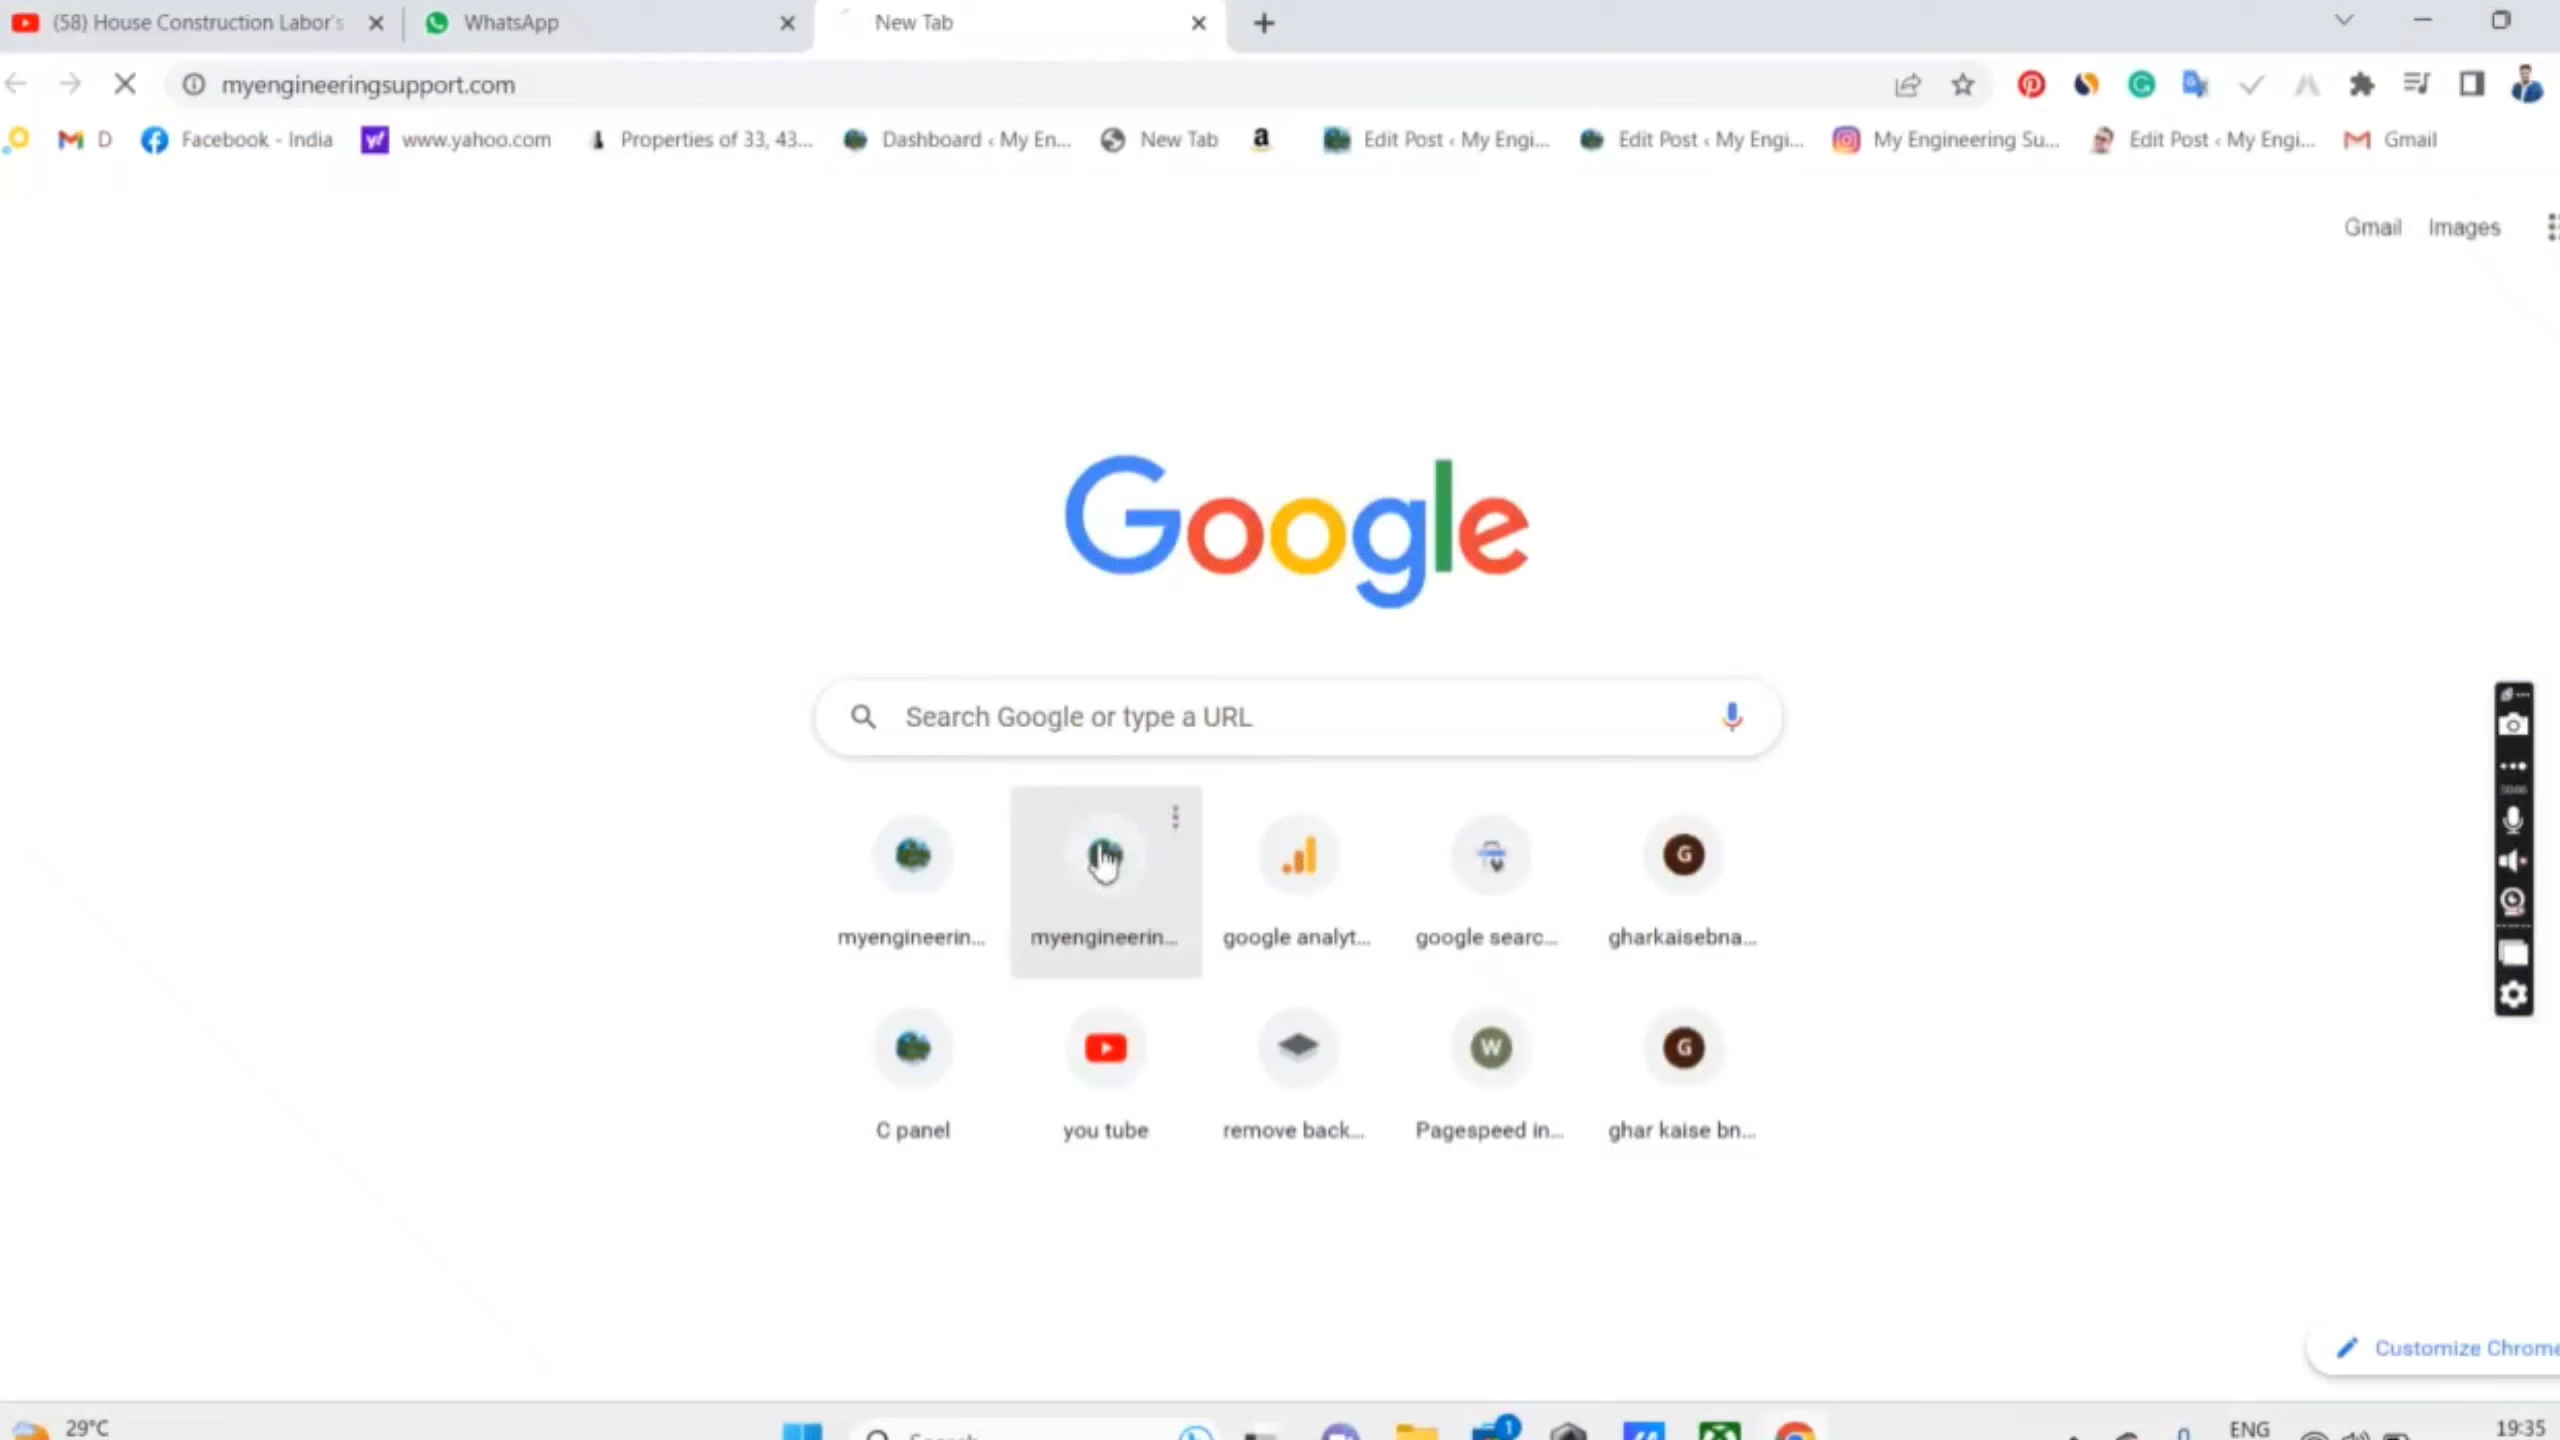 (58) House Construction Labor's
WhatsApp
New Tab
myengineeringsupport.com
D
Facebook - India
www.yahoo.com
Properties of 33, 43...
Dashboard ‹ My En...
New Tab
Edit Post ‹ My Engi...
Edit Post ‹ My Engi...
My Engineering Su...
Edit Post ‹ My Engi...
Gmail
Gmail Images
Google
Search Google or type a URL
myengineerin...
myengineerin...
google analyt...
google searc...
gharkaisebna...
C panel
you tube
remove back...
Pagespeed in...
ghar kaise bn...
Customize Chrome
29°C
Search
1
ENG
19:35